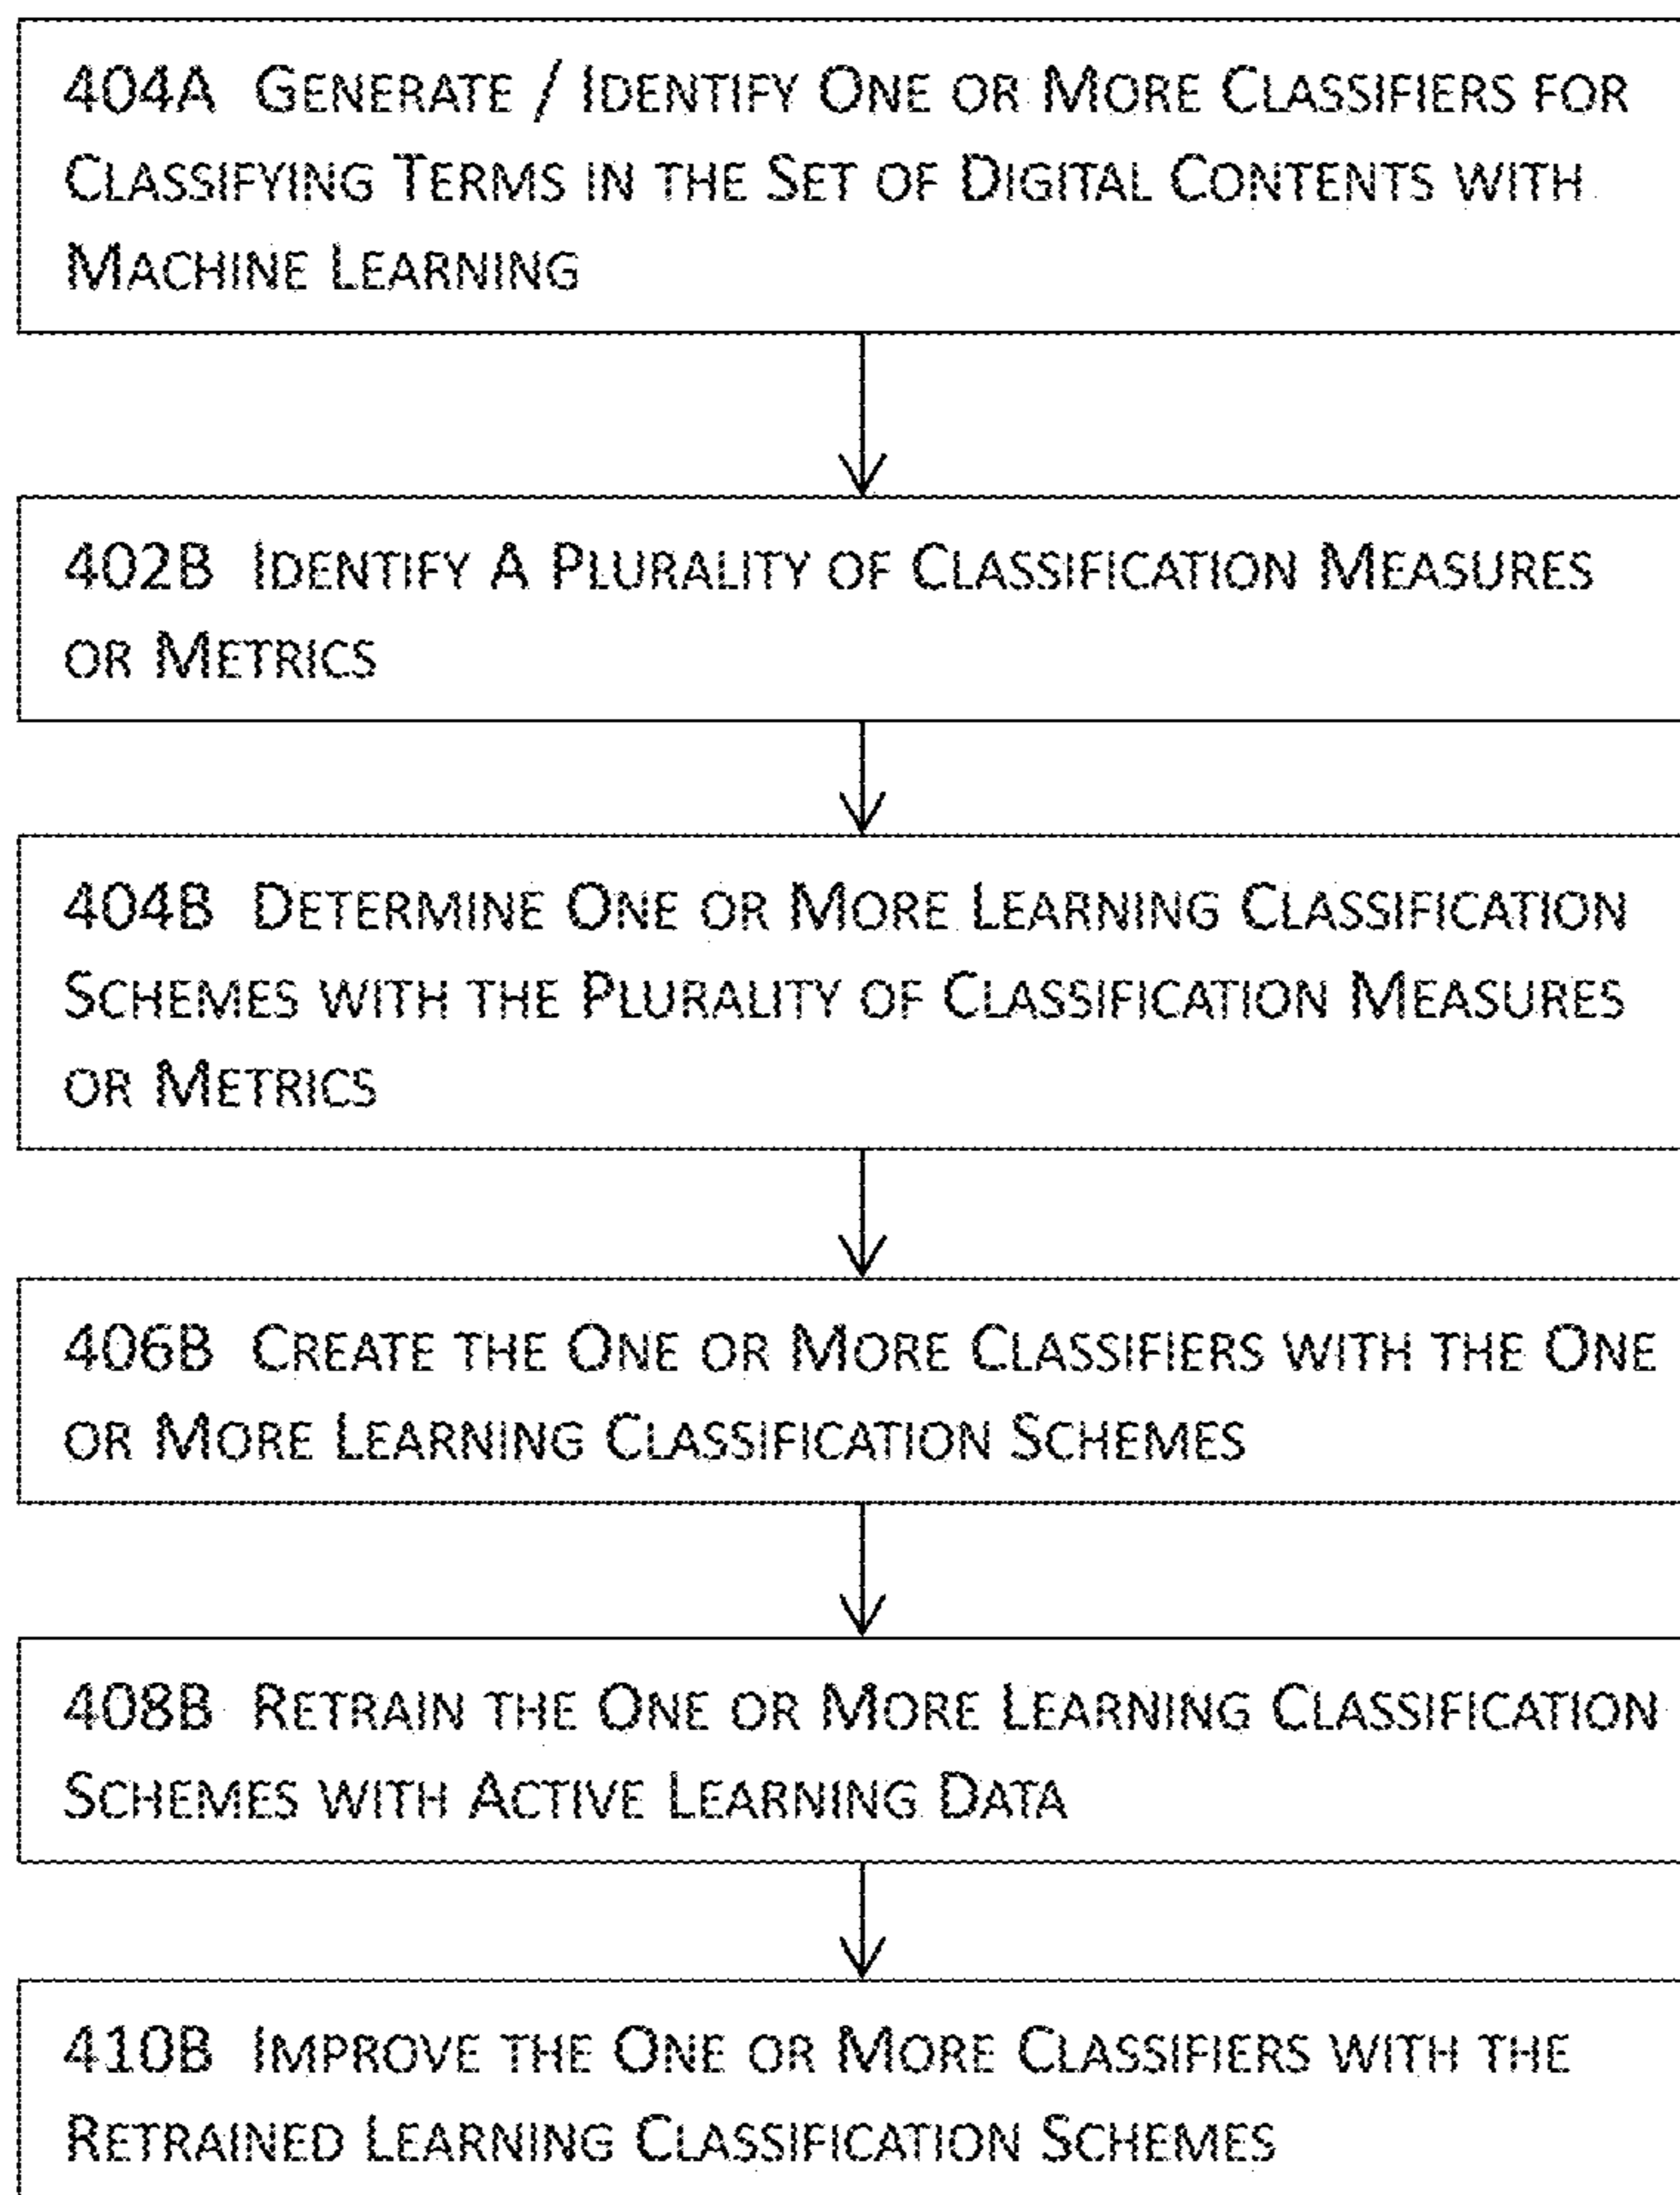 404A GENERATE / IDENTIFY ONE OR MORE CLASSIFIERS FOR
CLASSIFYING TERMS IN THE SET OF DIGITAL CONTENTS WITH
MACHINE LEARNING
402B IDENTIFY A PLURALITY OF CLASSIFICATION MEASURES
OR METRICS
404B DETERMINE ONE OR MORE LEARNING CLASSIFICATION
SCHEMES WITH THE PLURALITY OF CLASSIFICATION MEASURES
OR METRICS
406B CREATE THE ONE OR MORE CLASSIFIERS WITH THE ONE
OR MORE LEARNING CLASSIFICATION SCHEMES
408B RETRAIN THE ONE OR MORE LEARNING CLASSIFICATION
SCHEMES WITH ACTIVE LEARNING DATA
410B IMPROVE THE ONE OR MORE CLASSIFIERS WITH THE
RETRAINED LEARNING CLASSIFICATION SCHEMES